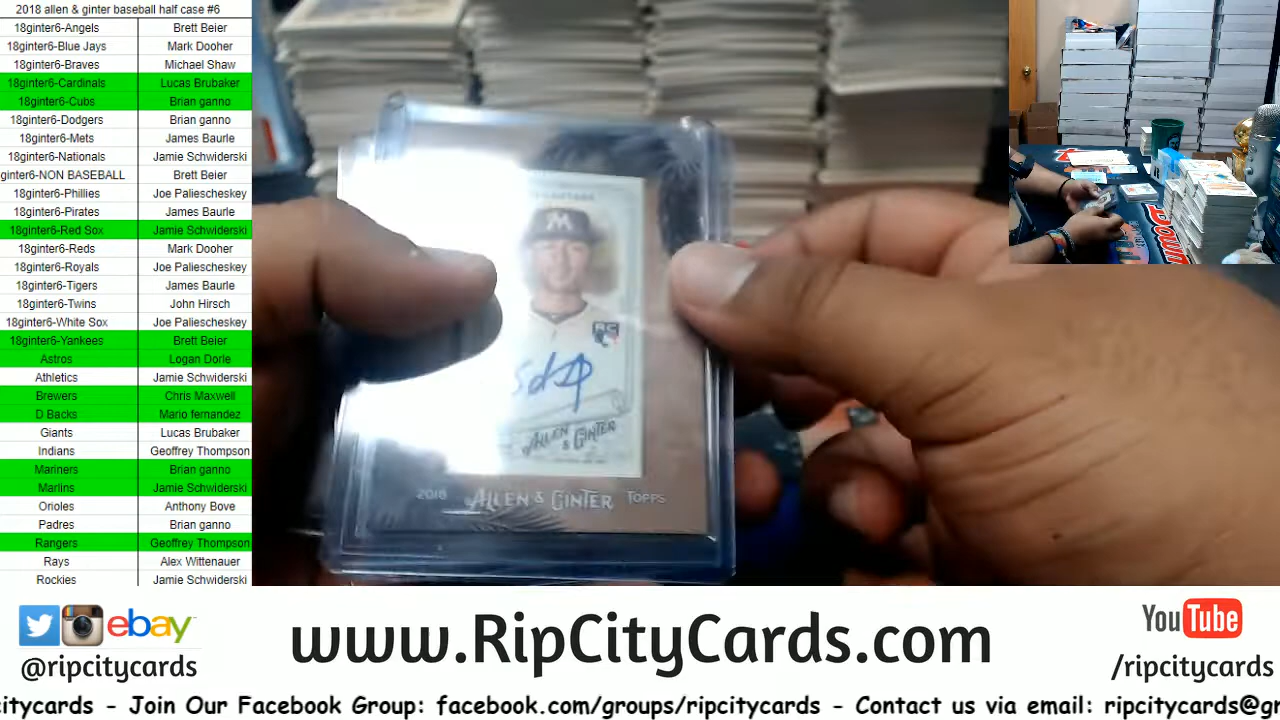 2018 allen & ginter baseball half case #6
18ginter6-Angels Brett Beier
18ginter6-Blue Jays Mark Dooher
18ginter6-Braves Michael Shaw
18ginter6-Cardinals Lucas Brubaker
18ginter6-Cubs Brian ganno
18ginter6-Dodgers Brian ganno
18ginter6-Mets James Baurle
18ginter6-Nationals Jamie Schwiderski
ginter6-NON BASEBALL Brett Beier
18ginter6-Phillies Joe Paliescheskey
18ginter6-Pirates James Baurle
18ginter6-Red Sox Jamie Schwiderski
18ginter6-Reds Mark Dooher
18ginter6-Royals Joe Paliescheskey
18ginter6-Tigers James Baurle
18ginter6-Twins John Hirsch
18ginter6-White Sox Joe Paliescheskey
18ginter6-Yankees Brett Beier
Astros Logan Dorle
Athletics Jamie Schwiderski
Brewers Chris Maxwell
D Backs Mario fernandez
Giants Lucas Brubaker
Indians Geoffrey Thompson
Mariners Brian ganno
Marlins Jamie Schwiderski
Orioles Anthony Bove
Padres Brian ganno
Rangers Geoffrey Thompson
Rays Alex Wittenauer
Rockies Jamie Schwiderski
M
RC
ALLEN & GINTER
2018 ALLEN & GINTER TOPPS
Down
ebay
@ripcitycards
www.RipCityCards.com
YouTube
/ripcitycards
citycards - Join Our Facebook Group: facebook.com/groups/ripcitycards - Contact us via email: ripcitycards@g